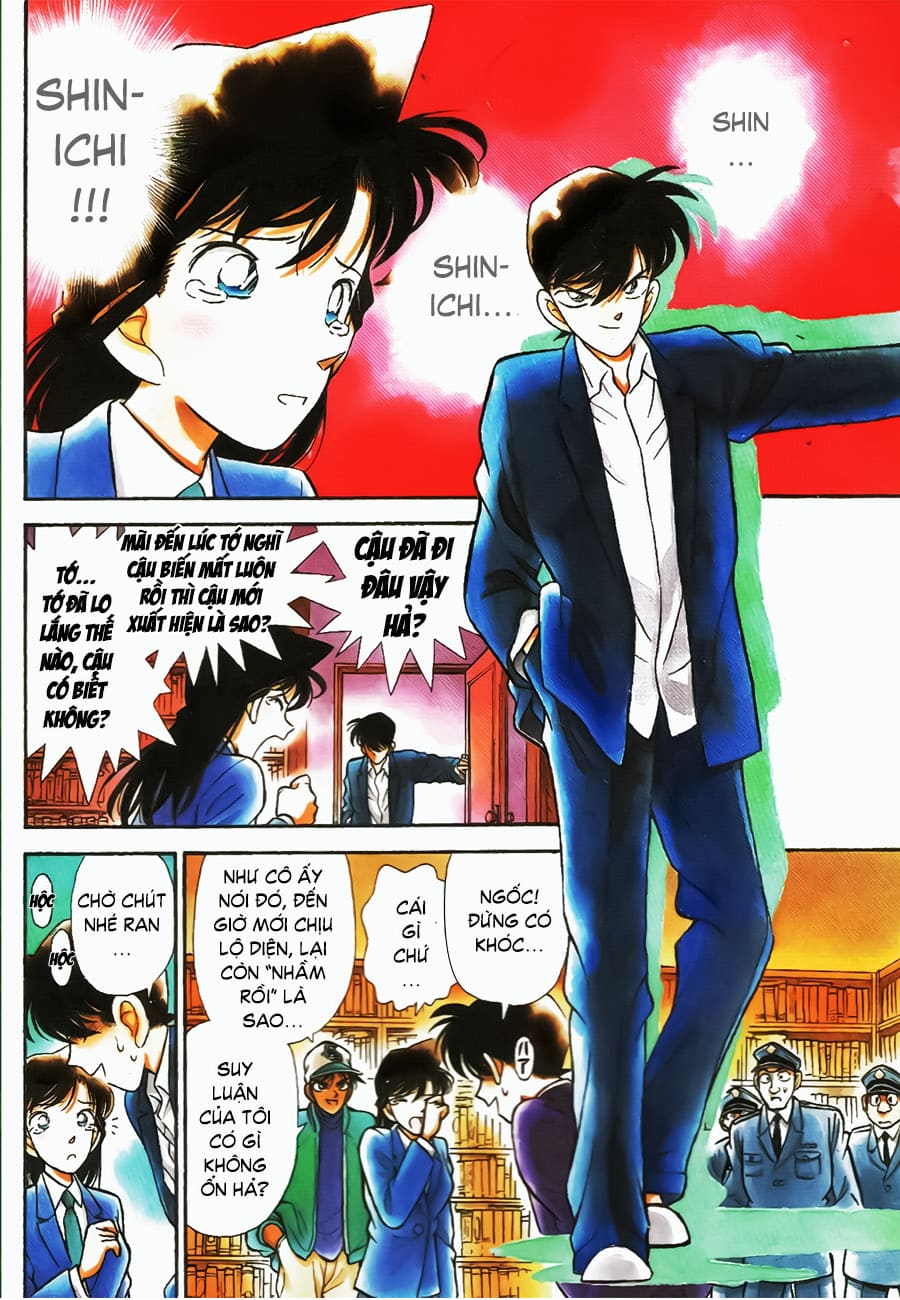 SHIN
...
SHIN-
ICHI...
SHIN-
ICHI
!!!
CẬU ĐÃ ĐI
ĐÂU VẬY
HẢ?
MÃI ĐẾN LÚC TỚ NGHĨ
CẬU BIẾN MẤT LUÔN
RỒI THÌ CẬU MỚI
XUẤT HIỆN LÀ SAO?
TỚ...
TỚ ĐÃ LO
LẮNG THẾ
NÀO, CẬU
CÓ BIẾT
KHÔNG?
NGỐC!
ĐỪNG CÓ
KHÓC...
CÁI
GÌ
CHỨ
...
NHƯ CÔ ẤY
NÓI ĐÓ, ĐẾN
GIỜ MỚI CHỊU
LỘ DIỆN, LẠI
CÒN "NHẦM
RỒI" LÀ
SAO...
SUY
LUẬN
CỦA TÔI
CÓ GÌ
KHÔNG
ỔN HẢ?
CHỜ CHÚT
NHÉ RAN
...
HỘC
HỘC